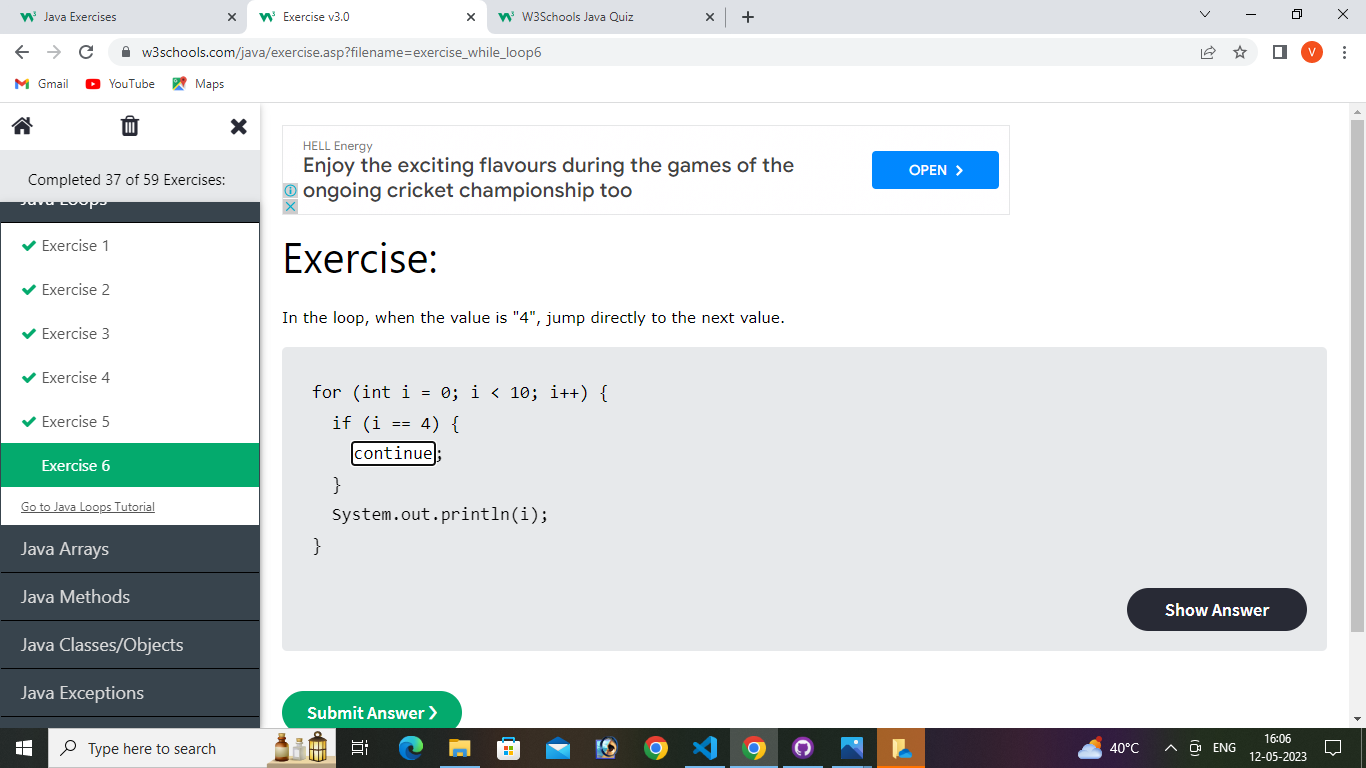 Java Exercises
Exercise v3.0
W3Schools Java Quiz
w3schools.com/java/exercise.asp?filename=exercise_while_loop6
V
Gmail
YouTube
Maps
Completed 37 of 59 Exercises:
Java Loops
Exercise 1
Exercise 2
Exercise 3
Exercise 4
Exercise 5
Exercise 6
Go to Java Loops Tutorial
Java Arrays
Java Methods
Java Classes/Objects
Java Exceptions
HELL Energy
Enjoy the exciting flavours during the games of the
ongoing cricket championship too
OPEN
Exercise:
In the loop, when the value is "4", jump directly to the next value.
for (int i = 0; i < 10; i++) {
if (i == 4) {
continue;
}
System.out.println(i);
}
Show Answer
Submit Answer ❯
Type here to search
40°C
ENG
16:06
12-05-2023